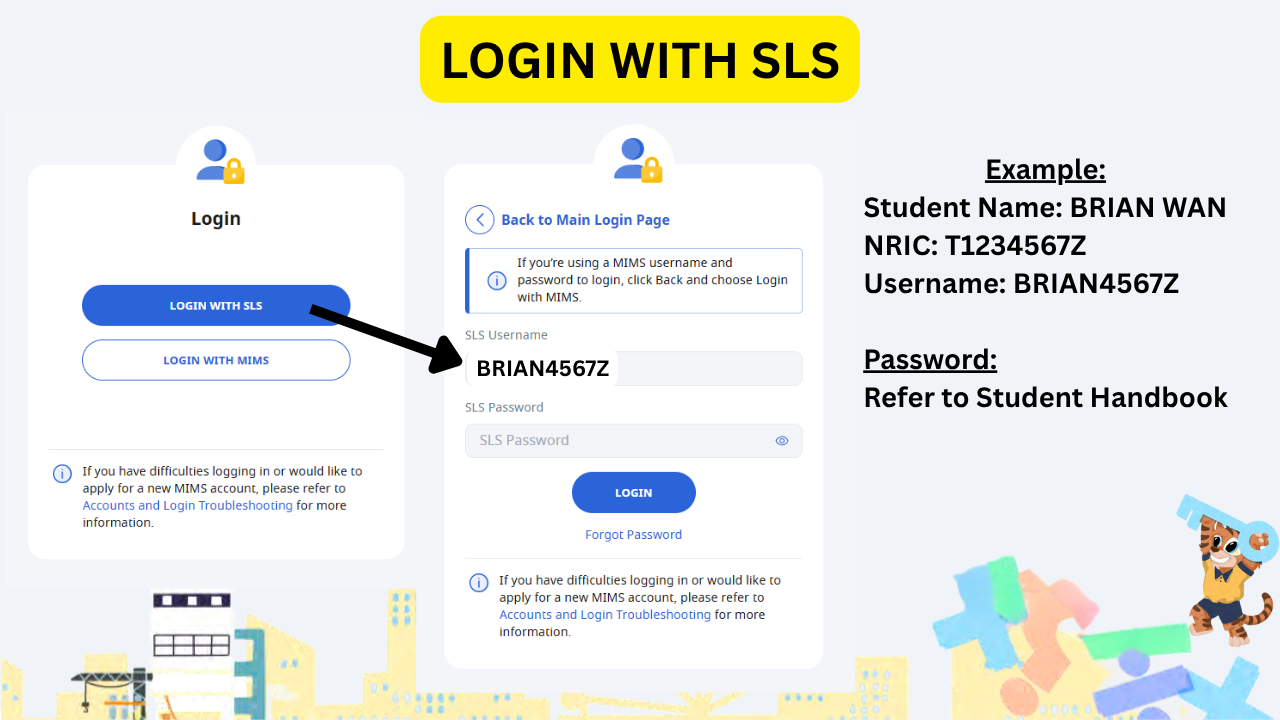 LOGIN WITH SLS
Login
LOGIN WITH SLS
LOGIN WITH MIMS
If you have difficulties logging in or would like to
apply for a new MIMS account, please refer to
Accounts and Login Troubleshooting for more
information.
Back to Main Login Page
If you're using a MIMS username and
password to login, click Back and choose Login
with MIMS.
SLS Username
BRIAN4567Z
SLS Password
SLS Password
LOGIN
Forgot Password
If you have difficulties logging in or would like to
apply for a new MIMS account, please refer to
Accounts and Login Troubleshooting for more
information.
Example:
Student Name: BRIAN WAN
NRIC: T1234567Z
Username: BRIAN4567Z
Password:
Refer to Student Handbook